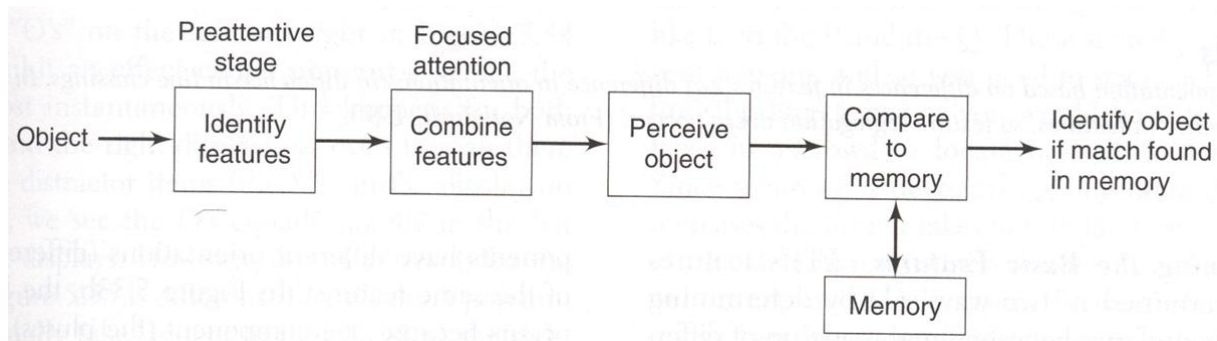 Preattentive
stage
Focused
attention
Object
Identify
features
Combine
features
Perceive
object
Compare
to
memory
Identify object
if match found
in memory
Memory